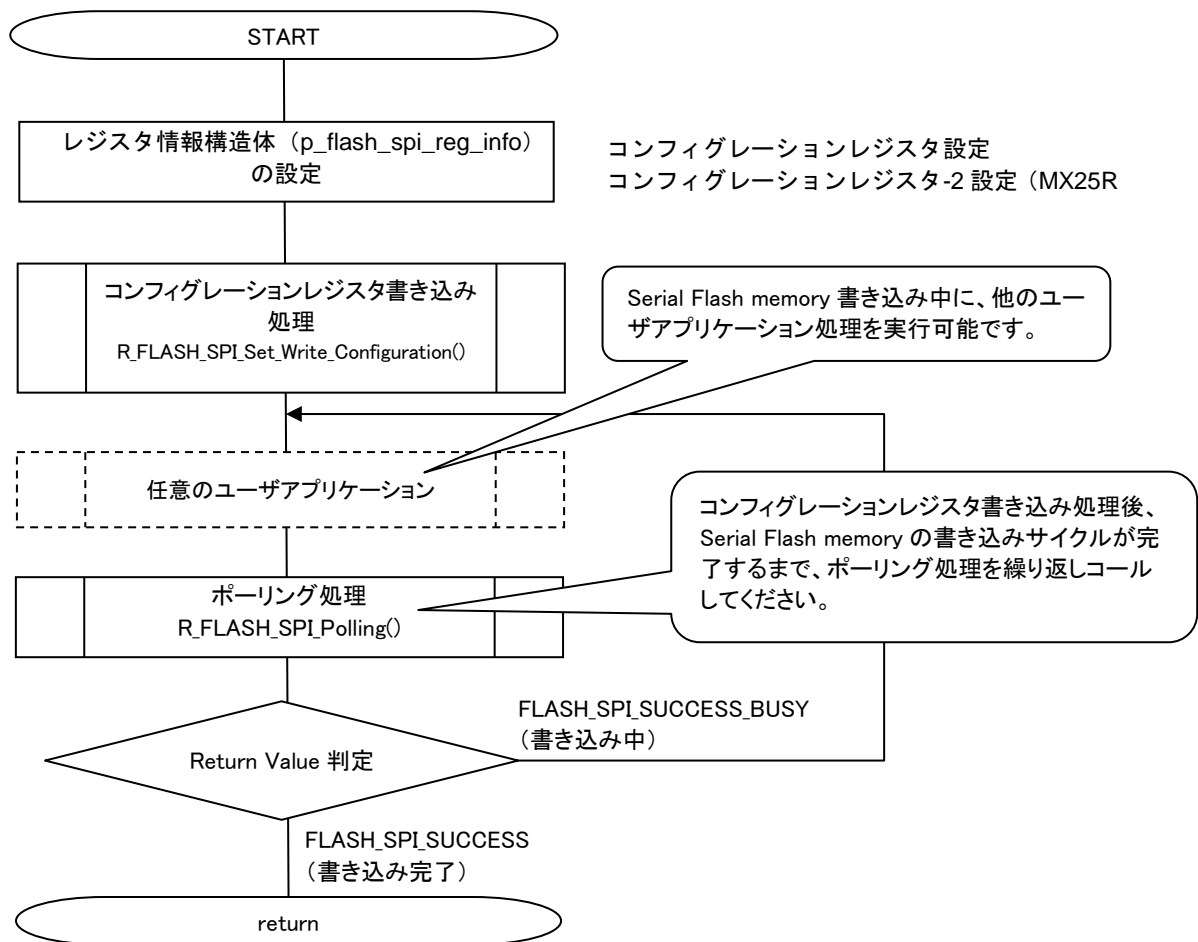 START
レジスタ情報構造体（p_flash_spi_reg_info）
の設定
コンフィグレーションレジスタ設定
コンフィグレーションレジスタ-2 設定（MX25R
コンフィグレーションレジスタ書き込み
処理
R_FLASH_SPI_Set_Write_Configuration()
Serial Flash memory 書き込み中に、他のユー
ザアプリケーション処理を実行可能です。
任意のユーザアプリケーション
コンフィグレーションレジスタ書き込み処理後、
Serial Flash memory の書き込みサイクルが完
了するまで、ポーリング処理を繰り返しコール
してください。
ポーリング処理
R_FLASH_SPI_Polling()
FLASH_SPI_SUCCESS_BUSY
（書き込み中）
Return Value 判定
FLASH_SPI_SUCCESS
（書き込み完了）
return